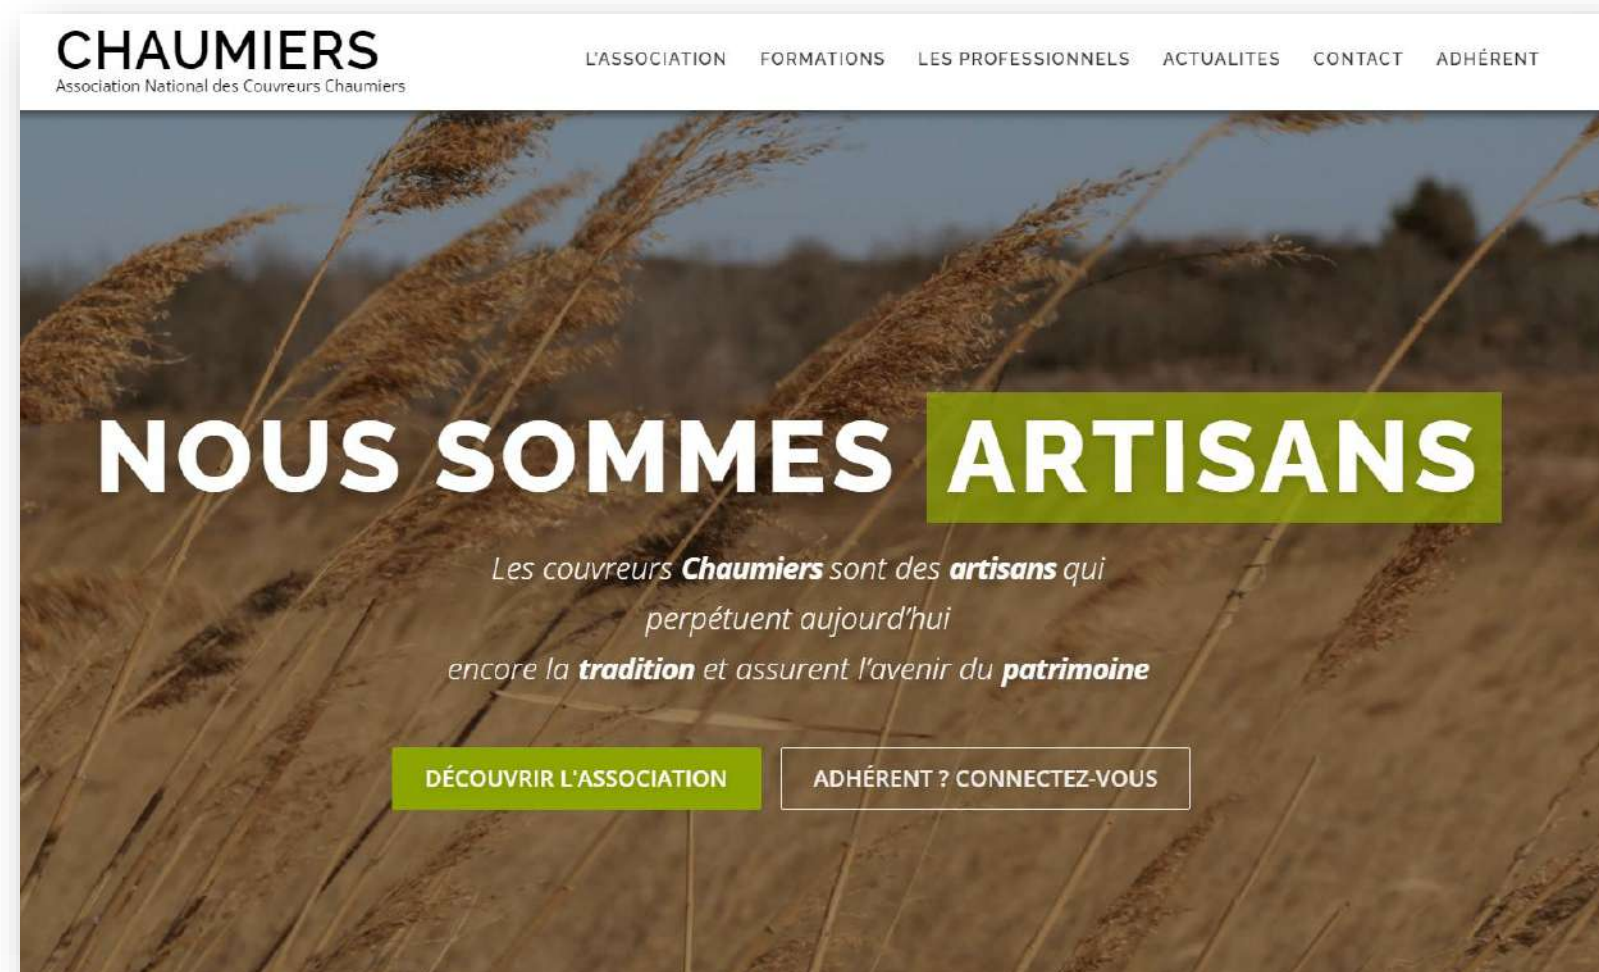 CHAUMIERS
Association National des Couvreurs Chaumiers
L'ASSOCIATION FORMATIONS LES PROFESSIONNELS ACTUALITES CONTACT ADHÉRENT
NOUS SOMMES ARTISANS
Les couvreurs Chaumiers sont des artisans qui
perpétuent aujourd'hui
encore la tradition et assurent l'avenir du patrimoine
DÉCOUVRIR L'ASSOCIATION ADHÉRENT ? CONNECTEZ-VOUS